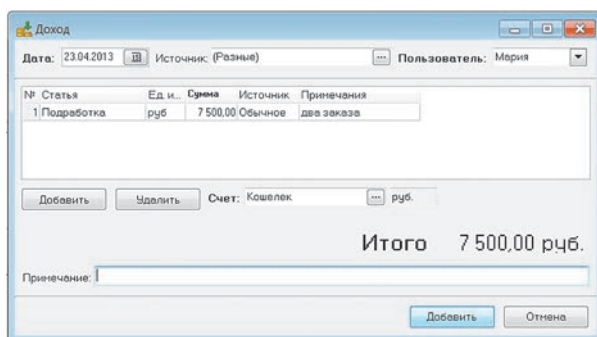 Доход
Дата: 23.04.2013 Источник: (Разные) ... Пользователь: Мария
№ Статья Ед. и... Сумма Источник Примечания
1 Подработка руб 7 500,00 Обычное два заказа
Добавить Удалить Счет: Кошелек ... руб.
Итого 7 500,00 руб.
Примечание:
Добавить Отмена